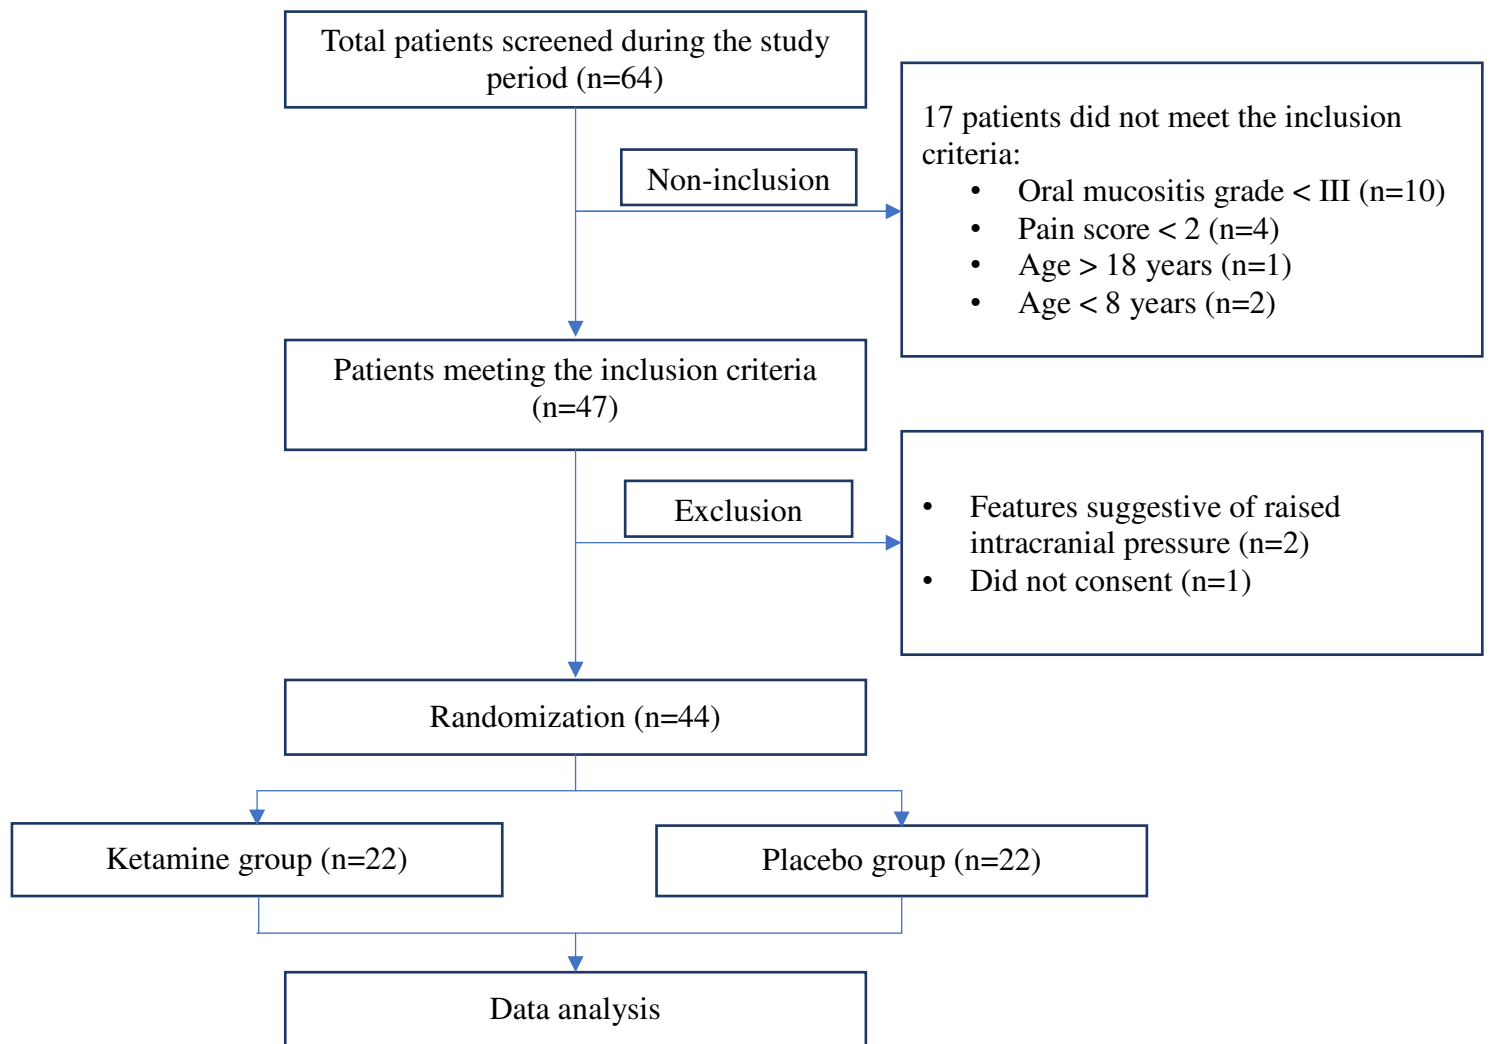 Total patients screened during the study
period (n=64)
17 patients did not meet the inclusion
criteria:
• Oral mucositis grade < III (n=10)
• Pain score < 2 (n=4)
• Age > 18 years (n=1)
• Age < 8 years (n=2)
Non-inclusion
Patients meeting the inclusion criteria
(n=47)
Exclusion
• Features suggestive of raised
intracranial pressure (n=2)
• Did not consent (n=1)
Randomization (n=44)
Ketamine group (n=22)
Placebo group (n=22)
Data analysis